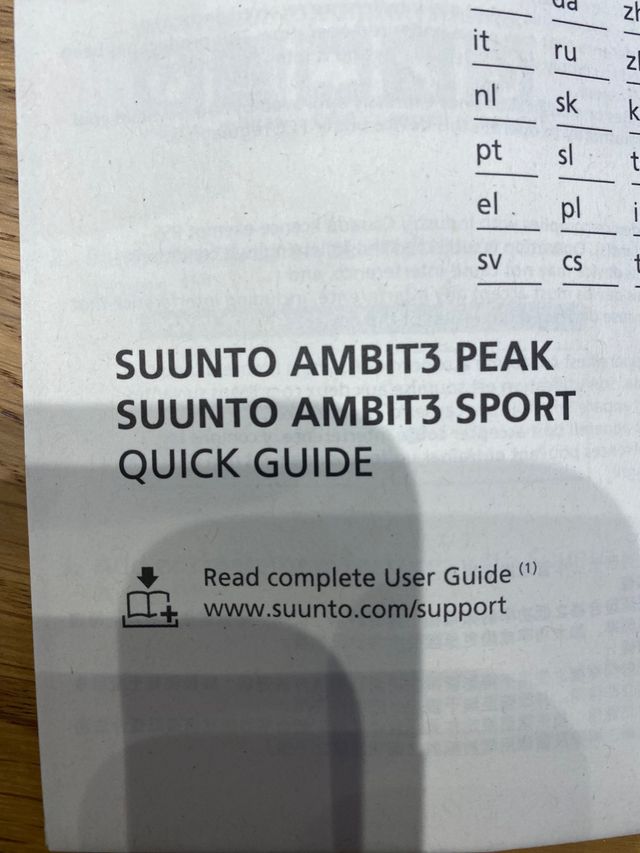 da
it ru
nl sk
pt sl
el pl
sv cs
SUUNTO AMBIT3 PEAK
SUUNTO AMBIT3 SPORT
QUICK GUIDE
Read complete User Guide (1)
www.suunto.com/support